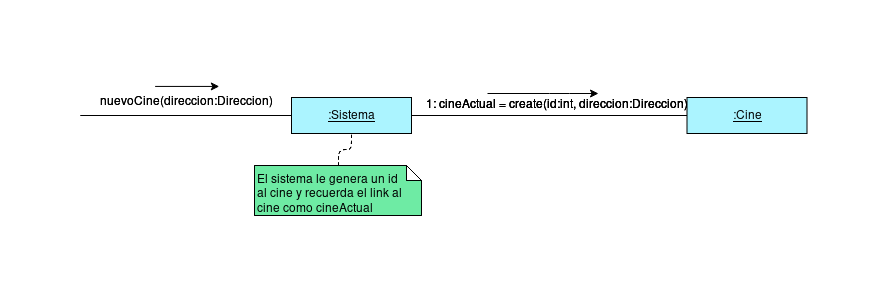 nuevoCine(direccion:Direccion)
:Sistema
1: cineActual = create(id:int, direccion:Direccion)
:Cine
El sistema le genera un id
al cine y recuerda el link al
cine como cineActual